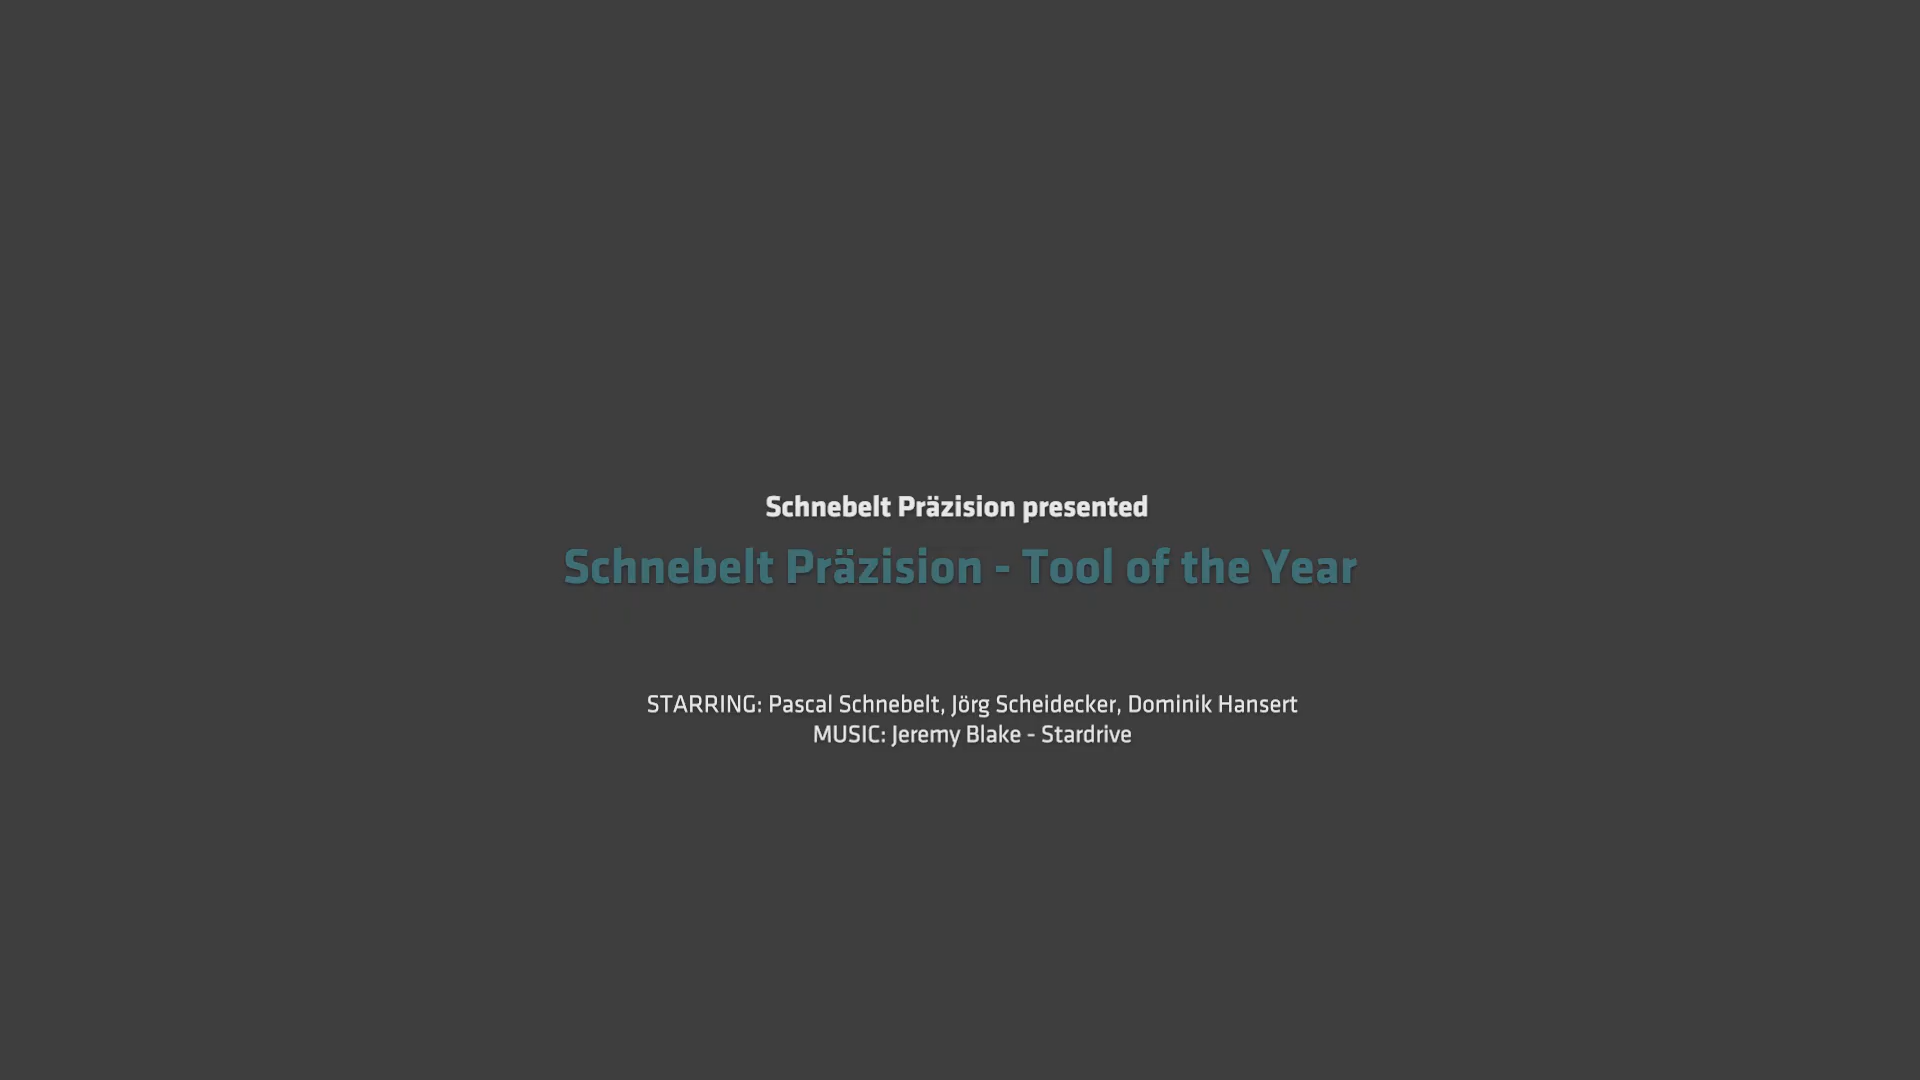 Schnebelt Präzision presented
Schnebelt Präzision - Tool of the Year
STARRING: Pascal Schnebelt, Jörg Scheidecker, Dominik Hansert
MUSIC: Jeremy Blake - Stardrive